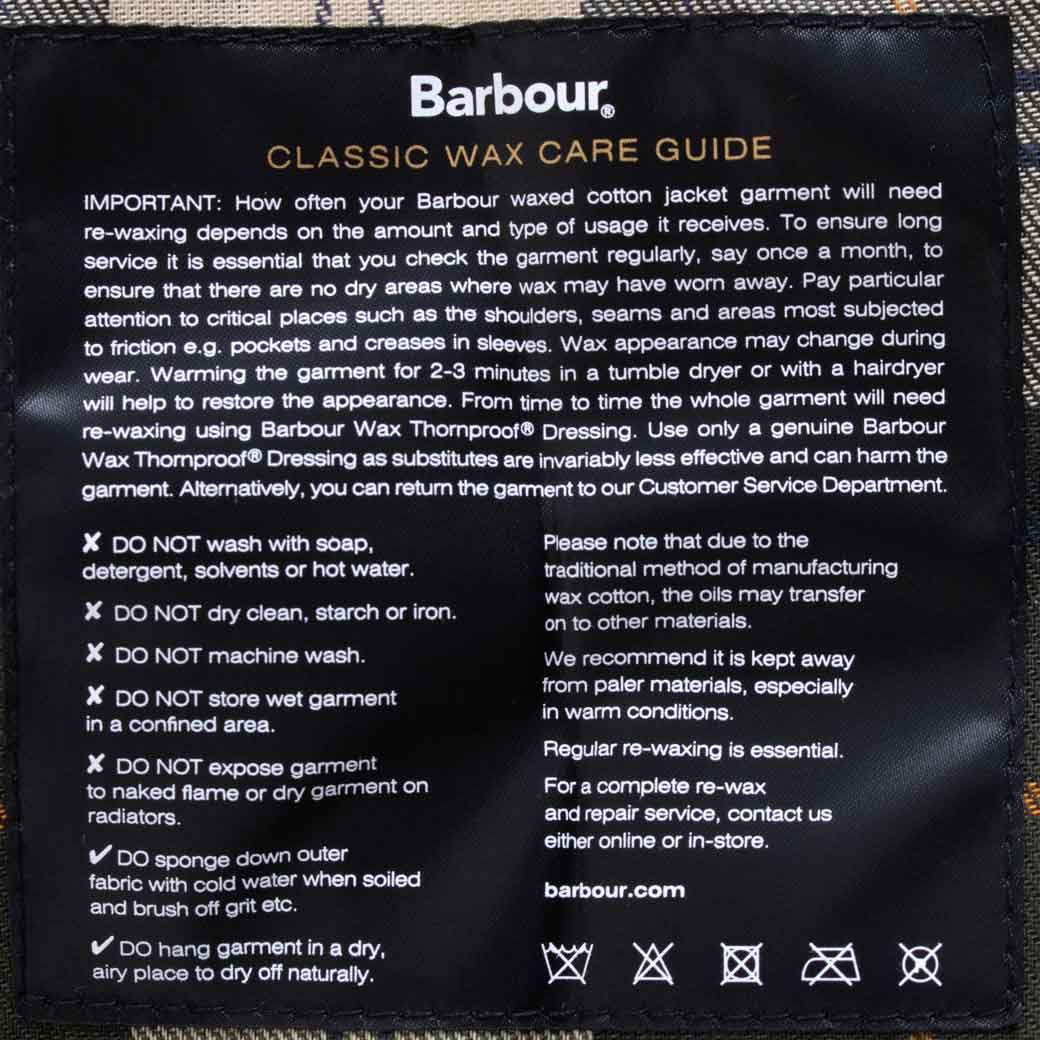 Barbour®
CLASSIC WAX CARE GUIDE
IMPORTANT: How often your Barbour waxed cotton jacket garment will need
re-waxing depends on the amount and type of usage it receives. To ensure long
service it is essential that you check the garment regularly, say once a month, to
ensure that there are no dry areas where wax may have worn away. Pay particular
attention to critical places such as the shoulders, seams and areas most subjected
to friction e.g. pockets and creases in sleeves. Wax appearance may change during
wear. Warming the garment for 2-3 minutes in a tumble dryer or with a hairdryer
will help to restore the appearance. From time to time the whole garment will need
re-waxing using Barbour Wax Thornproof® Dressing. Use only a genuine Barbour
Wax Thornproof® Dressing as substitutes are invariably less effective and can harm the
garment. Alternatively, you can return the garment to our Customer Service Department.
✘ DO NOT wash with soap,
detergent, solvents or hot water.
✘ DO NOT dry clean, starch or iron.
✘ DO NOT machine wash.
✘ DO NOT store wet garment
in a confined area.
✘ DO NOT expose garment
to naked flame or dry garment on
radiators.
✔ DO sponge down outer
fabric with cold water when soiled
and brush off grit etc.
✔ DO hang garment in a dry,
airy place to dry off naturally.
Please note that due to the
traditional method of manufacturing
wax cotton, the oils may transfer
on to other materials.
We recommend it is kept away
from paler materials, especially
in warm conditions.
Regular re-waxing is essential.
For a complete re-wax
and repair service, contact us
either online or in-store.
barbour.com